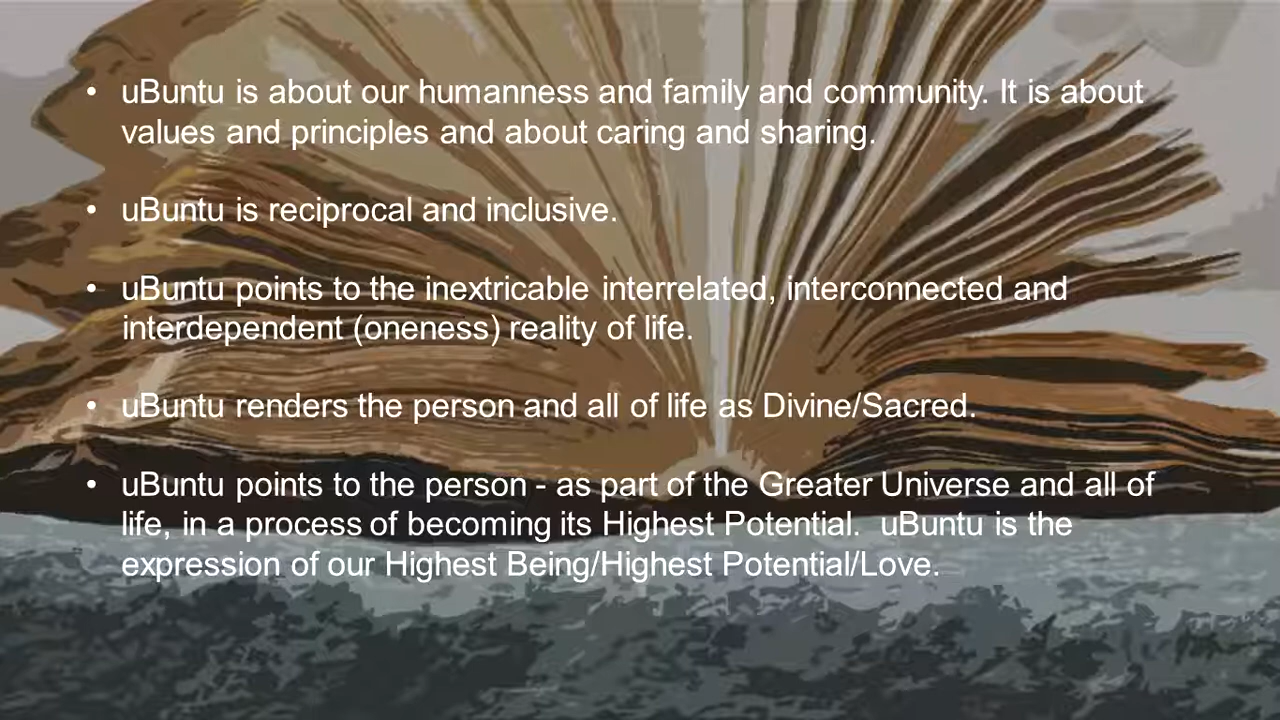 • uBuntu is about our humanness and family and community. It is about
values and principles and about caring and sharing.
• uBuntu is reciprocal and inclusive.
• uBuntu points to the inextricable interrelated, interconnected and
interdependent (oneness) reality of life.
• uBuntu renders the person and all of life as Divine/Sacred.
• uBuntu points to the person - as part of the Greater Universe and all of
life, in a process of becoming its Highest Potential.  uBuntu is the
expression of our Highest Being/Highest Potential/Love.